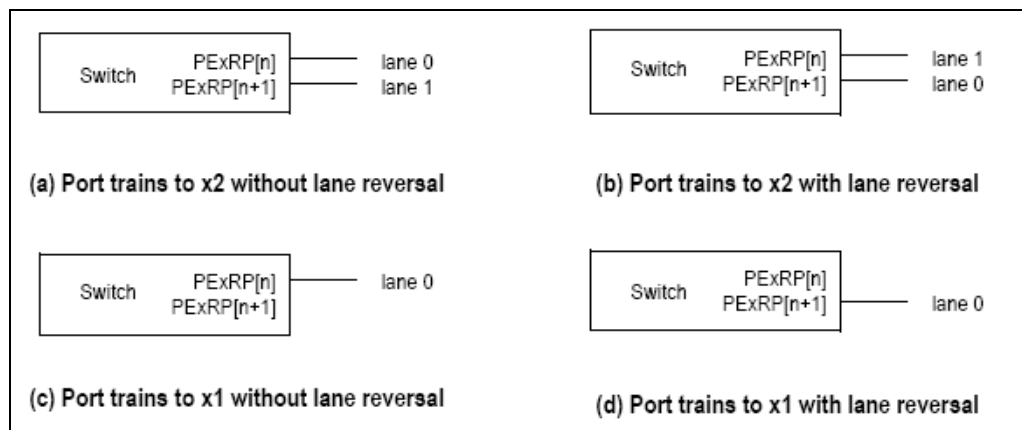 Switch PExRP[n] lane 0
PExRP[n+1] lane 1
(a) Port trains to x2 without lane reversal
Switch PExRP[n] lane 1
PExRP[n+1] lane 0
(b) Port trains to x2 with lane reversal
Switch PExRP[n] lane 0
PExRP[n+1]
(c) Port trains to x1 without lane reversal
Switch PExRP[n]
PExRP[n+1] lane 0
(d) Port trains to x1 with lane reversal